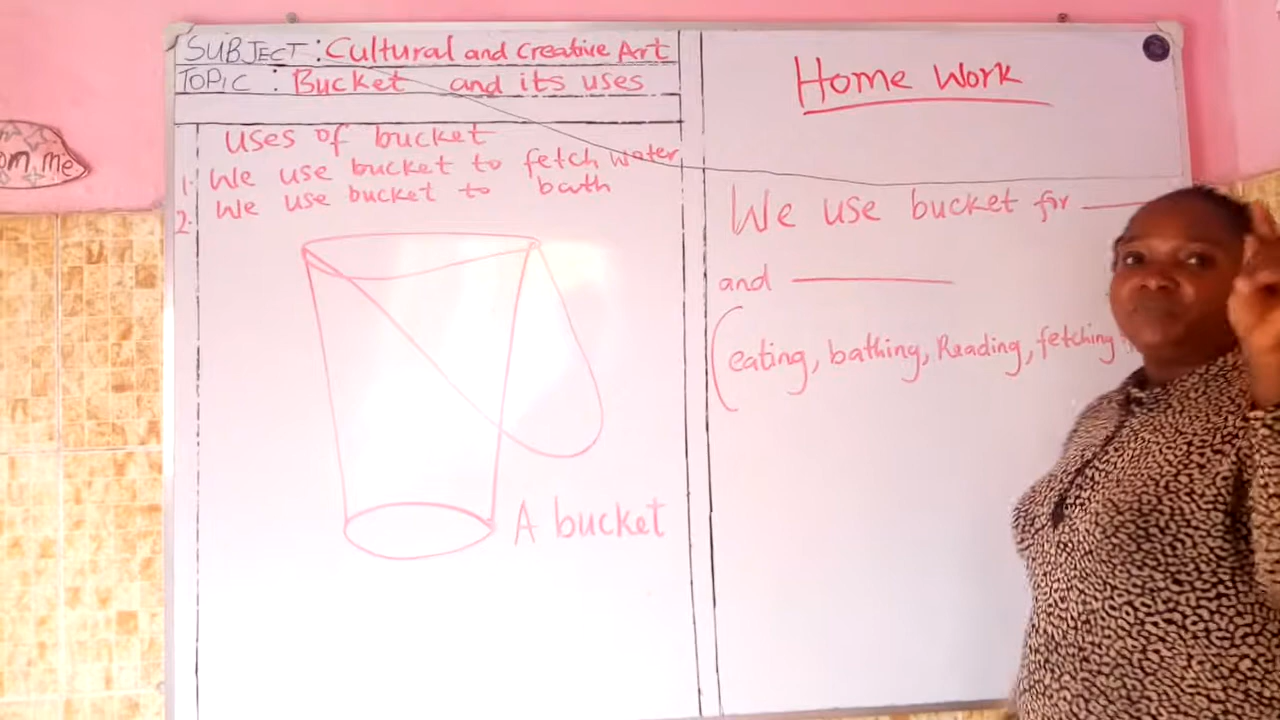 SUBJECT : Cultural and Creative Art
TOPIC : Bucket and its uses
Uses of bucket
1. We use bucket to fetch water
2. We use bucket to bath
A bucket
Home Work
We use bucket for ____
and ____
(eating, bathing, Reading, fetching
me